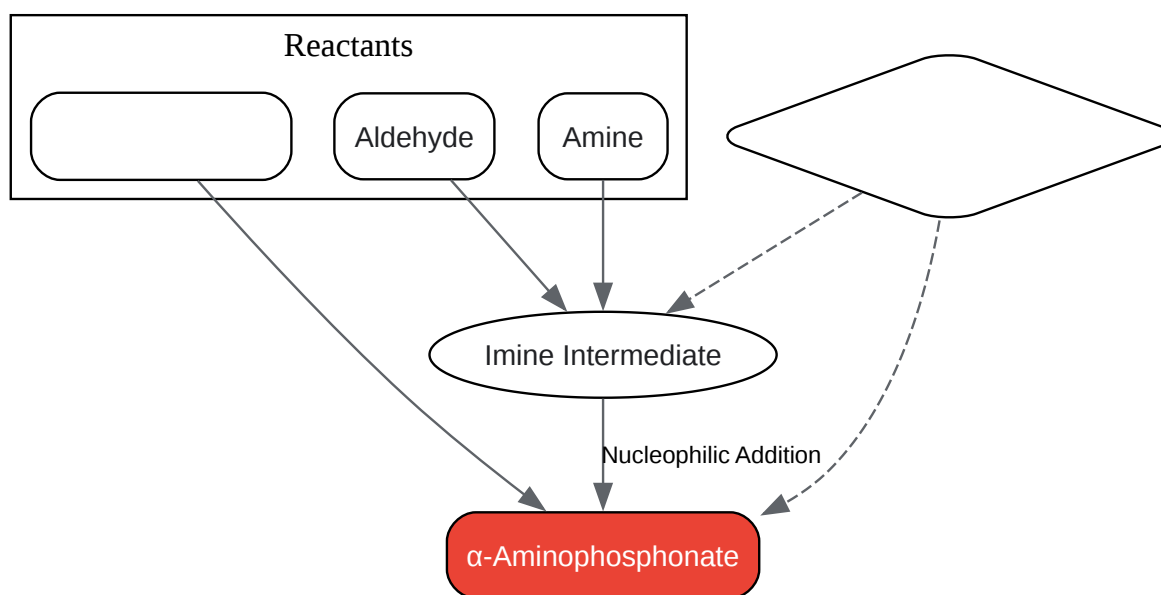 Reactants
Aldehyde
Amine
Imine Intermediate
Nucleophilic Addition
α-Aminophosphonate